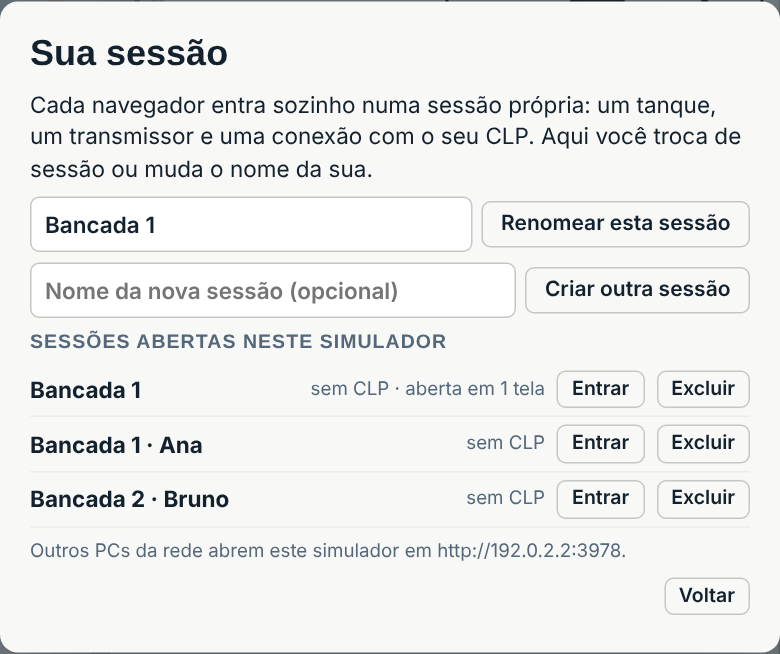 Sua sessão
Cada navegador entra sozinho numa sessão própria: um tanque,
um transmissor e uma conexão com o seu CLP. Aqui você troca de
sessão ou muda o nome da sua.
Bancada 1 Renomear esta sessão
Nome da nova sessão (opcional) Criar outra sessão
SESSÕES ABERTAS NESTE SIMULADOR
Bancada 1 sem CLP · aberta em 1 tela Entrar Excluir
Bancada 1 · Ana sem CLP Entrar Excluir
Bancada 2 · Bruno sem CLP Entrar Excluir
Outros PCs da rede abrem este simulador em http://192.0.2.2:3978.
Voltar